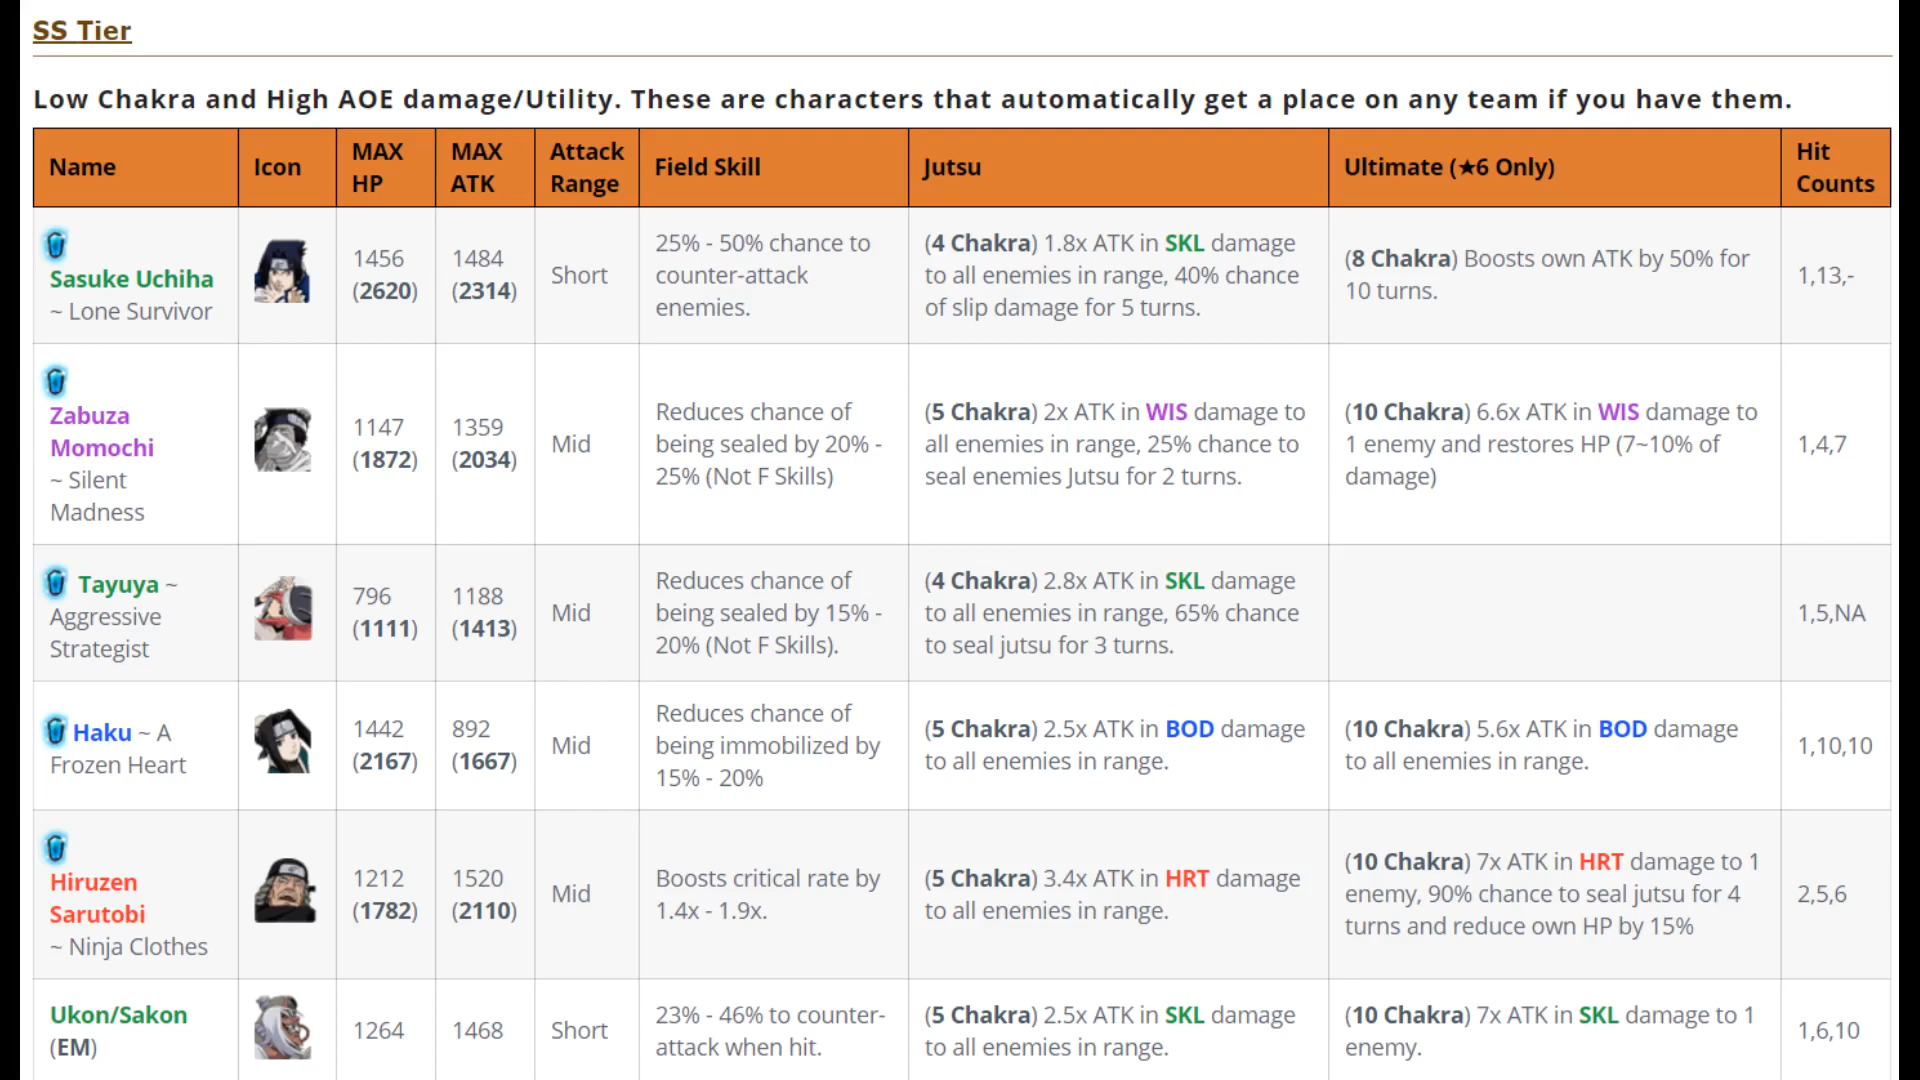 SS Tier
Low Chakra and High AOE damage/Utility. These are characters that automatically get a place on any team if you have them.
Name
Icon
MAX
HP
MAX
ATK
Attack
Range
Field Skill
Jutsu
Ultimate (★6 Only)
Hit
Counts
Sasuke Uchiha
~ Lone Survivor
1456
(2620)
1484
(2314)
Short
25% - 50% chance to
counter-attack
enemies.
(4 Chakra) 1.8x ATK in SKL damage
to all enemies in range, 40% chance
of slip damage for 5 turns.
(8 Chakra) Boosts own ATK by 50% for
10 turns.
1,13,-
Zabuza
Momochi
~ Silent
Madness
1147
(1872)
1359
(2034)
Mid
Reduces chance of
being sealed by 20% -
25% (Not F Skills)
(5 Chakra) 2x ATK in WIS damage to
all enemies in range, 25% chance to
seal enemies Jutsu for 2 turns.
(10 Chakra) 6.6x ATK in WIS damage to
1 enemy and restores HP (7~10% of
damage)
1,4,7
Tayuya ~
Aggressive
Strategist
796
(1111)
1188
(1413)
Mid
Reduces chance of
being sealed by 15% -
20% (Not F Skills).
(4 Chakra) 2.8x ATK in SKL damage
to all enemies in range, 65% chance
to seal jutsu for 3 turns.
1,5,NA
Haku ~ A
Frozen Heart
1442
(2167)
892
(1667)
Mid
Reduces chance of
being immobilized by
15% - 20%
(5 Chakra) 2.5x ATK in BOD damage
to all enemies in range.
(10 Chakra) 5.6x ATK in BOD damage
to all enemies in range.
1,10,10
Hiruzen
Sarutobi
~ Ninja Clothes
1212
(1782)
1520
(2110)
Mid
Boosts critical rate by
1.4x - 1.9x.
(5 Chakra) 3.4x ATK in HRT damage
to all enemies in range.
(10 Chakra) 7x ATK in HRT damage to 1
enemy, 90% chance to seal jutsu for 4
turns and reduce own HP by 15%
2,5,6
Ukon/Sakon
(EM)
1264
1468
Short
23% - 46% to counter-
attack when hit.
(5 Chakra) 2.5x ATK in SKL damage
to all enemies in range.
(10 Chakra) 7x ATK in SKL damage to 1
enemy.
1,6,10